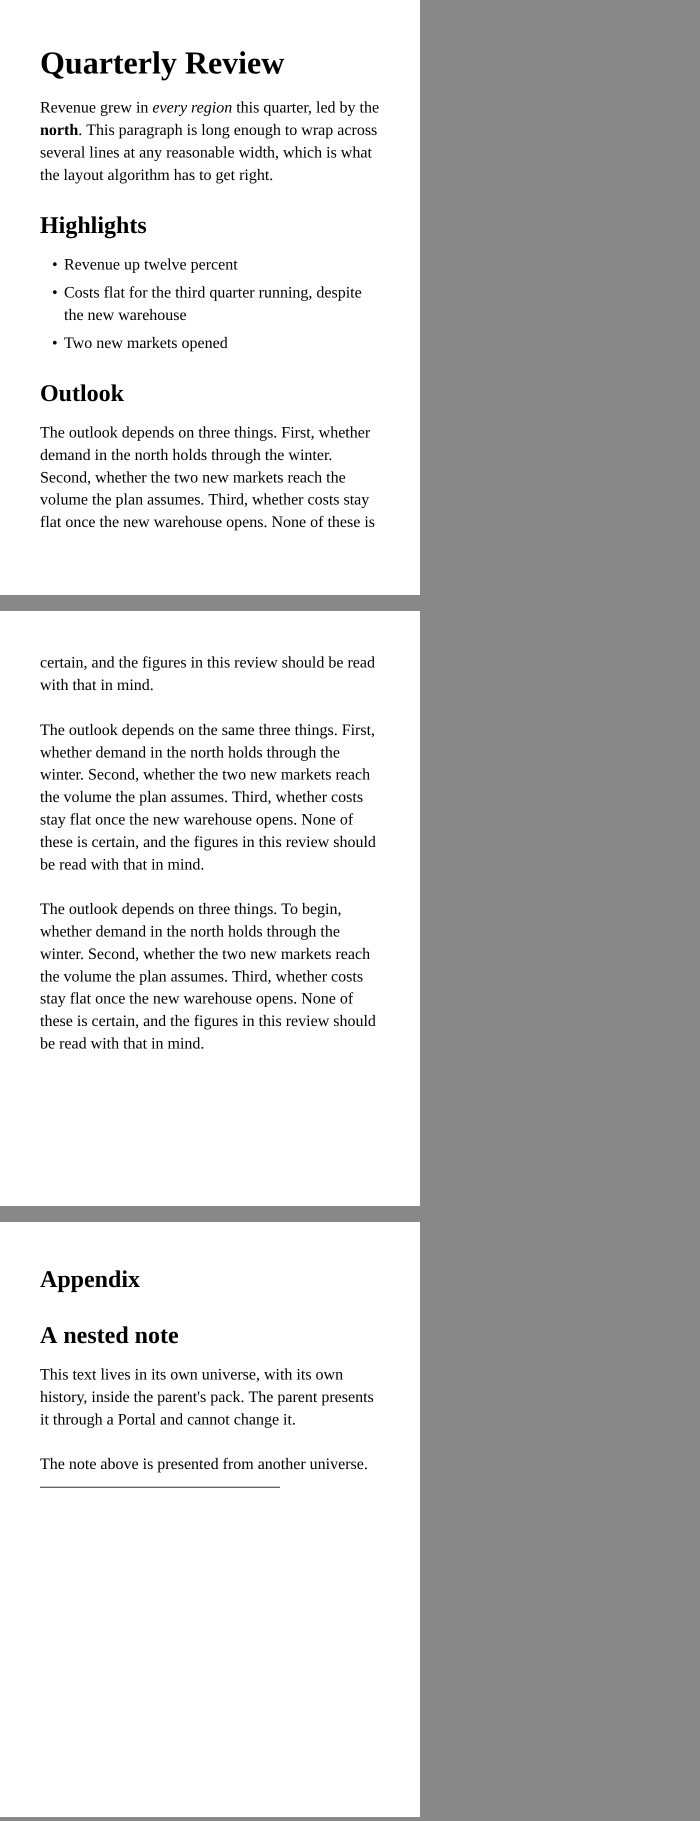 Quarterly Review
Revenue grew in every region this quarter, led by the
north. This paragraph is long enough to wrap across
several lines at any reasonable width, which is what
the layout algorithm has to get right.
Highlights
• Revenue up twelve percent
• Costs flat for the third quarter running, despite
the new warehouse
• Two new markets opened
Outlook
The outlook depends on three things. First, whether
demand in the north holds through the winter.
Second, whether the two new markets reach the
volume the plan assumes. Third, whether costs stay
flat once the new warehouse opens. None of these is
certain, and the figures in this review should be read
with that in mind.
The outlook depends on the same three things. First,
whether demand in the north holds through the
winter. Second, whether the two new markets reach
the volume the plan assumes. Third, whether costs
stay flat once the new warehouse opens. None of
these is certain, and the figures in this review should
be read with that in mind.
The outlook depends on three things. To begin,
whether demand in the north holds through the
winter. Second, whether the two new markets reach
the volume the plan assumes. Third, whether costs
stay flat once the new warehouse opens. None of
these is certain, and the figures in this review should
be read with that in mind.
Appendix
A nested note
This text lives in its own universe, with its own
history, inside the parent's pack. The parent presents
it through a Portal and cannot change it.
The note above is presented from another universe.